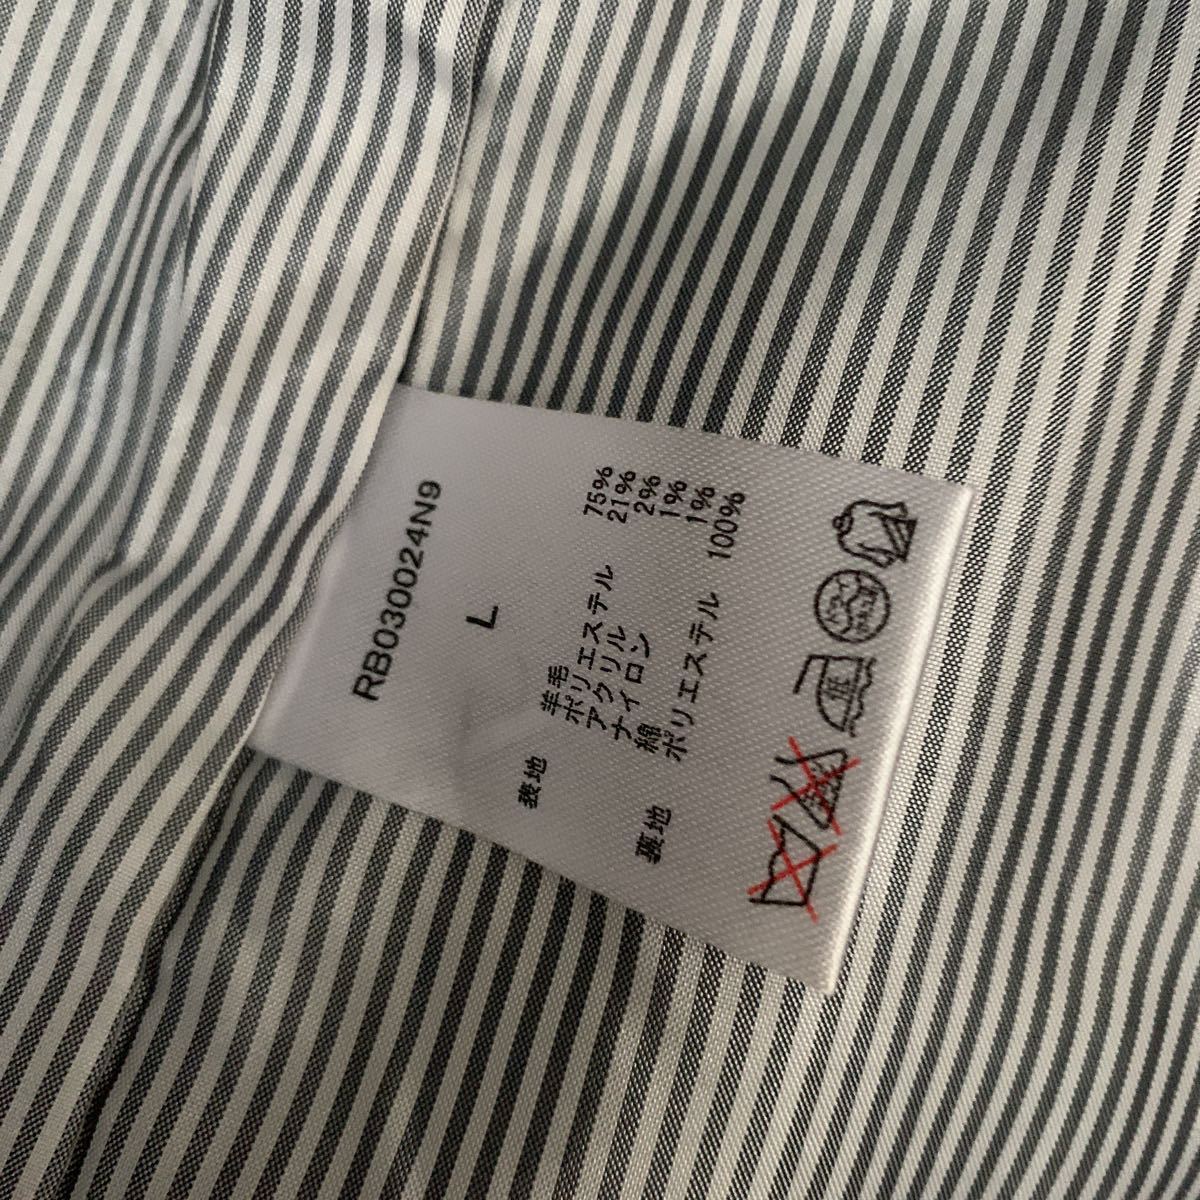 RB030024N9
L
表地 羊毛 75%
ポリエステル 21%
アクリル 2%
ナイロン 1%
綿 1%
裏地 ポリエステル 100%